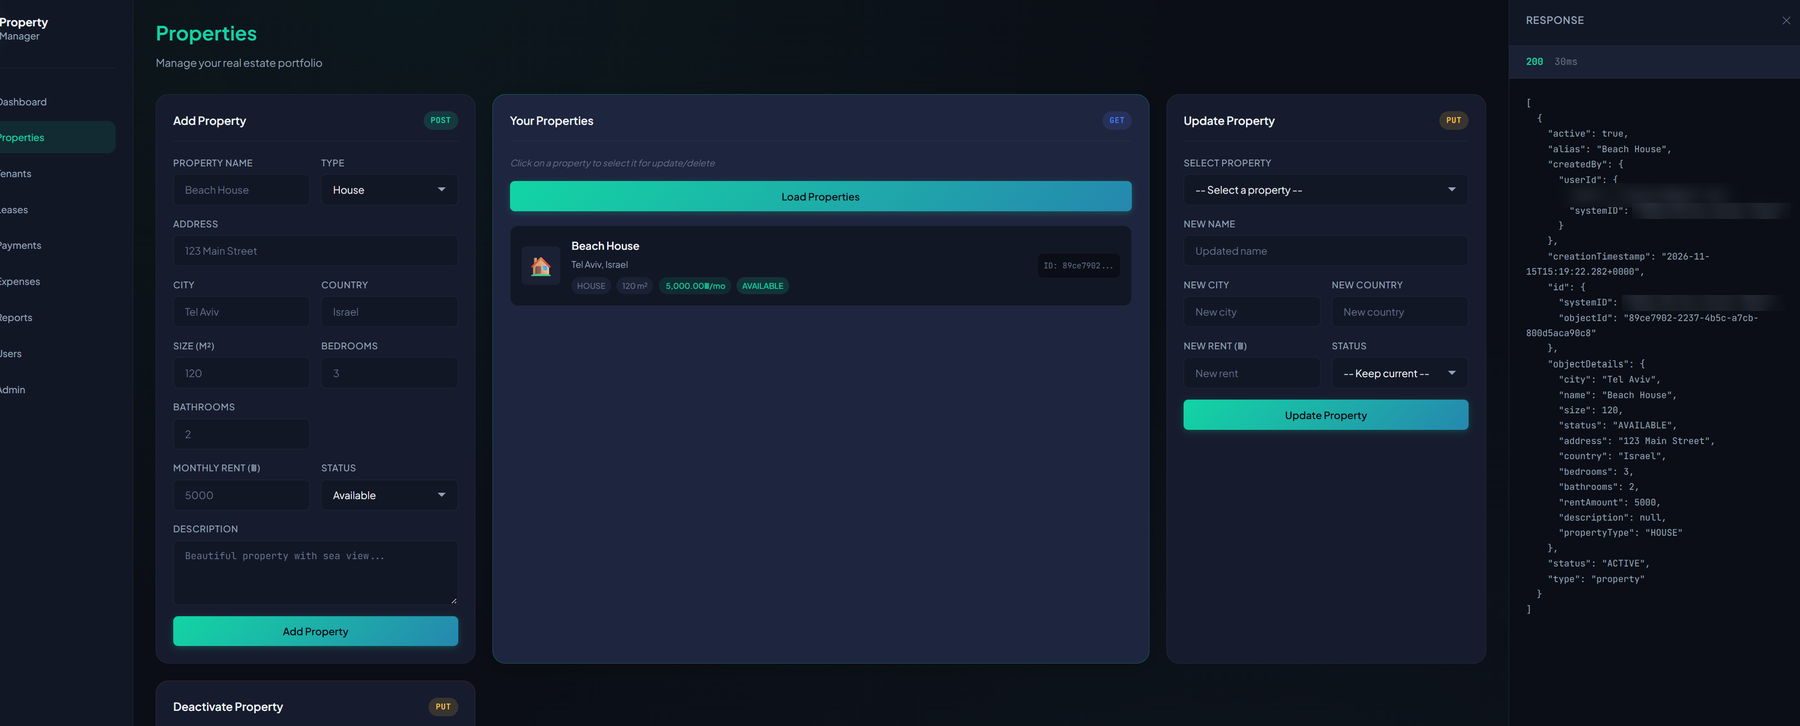 Property
Manager
Dashboard
Properties
Tenants
Leases
Payments
Expenses
Reports
Users
Admin
Properties
Manage your real estate portfolio
Add Property
POST
PROPERTY NAME
TYPE
Beach House
House
ADDRESS
123 Main Street
CITY
COUNTRY
Tel Aviv
Israel
SIZE (M²)
BEDROOMS
120
3
BATHROOMS
2
MONTHLY RENT ()
STATUS
5000
Available
DESCRIPTION
Beautiful property with sea view...
Add Property
Deactivate Property
PUT
Your Properties
GET
Click on a property to select it for update/delete
Load Properties
Beach House
Tel Aviv, Israel
HOUSE
120 m²
5,000.00/mo
AVAILABLE
ID: 89ce7902...
Update Property
PUT
SELECT PROPERTY
-- Select a property --
NEW NAME
Updated name
NEW CITY
NEW COUNTRY
New city
New country
NEW RENT ()
STATUS
New rent
-- Keep current --
Update Property
RESPONSE
200 30ms
[
{
"active": true,
"alias": "Beach House",
"createdBy": {
"userId": {
"systemID":
}
},
"creationTimestamp": "2026-11-
15T15:19:22.282+0000",
"id": {
"systemID":
"objectId": "89ce7902-2237-4b5c-a7cb-
800d5aca90c8"
},
"objectDetails": {
"city": "Tel Aviv",
"name": "Beach House",
"size": 120,
"status": "AVAILABLE",
"address": "123 Main Street",
"country": "Israel",
"bedrooms": 3,
"bathrooms": 2,
"rentAmount": 5000,
"description": null,
"propertyType": "HOUSE"
},
"status": "ACTIVE",
"type": "property"
}
]